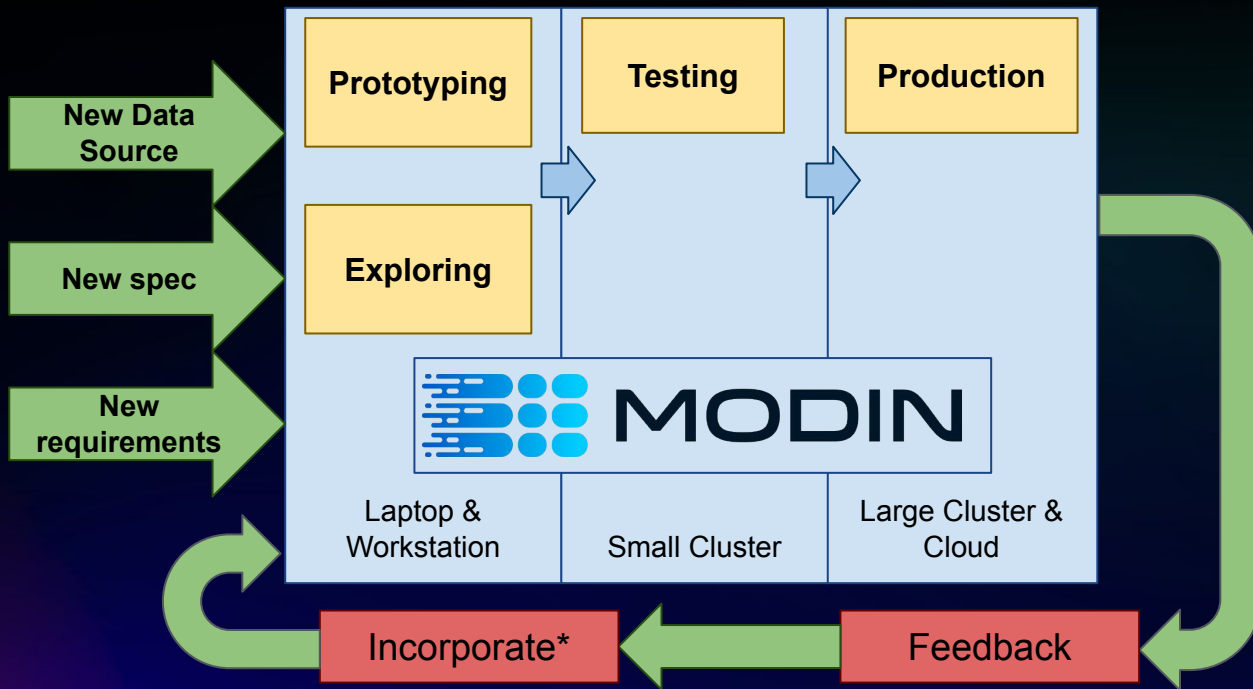 New Data
Source
New spec
New
requirements
Prototyping
Exploring
Testing
Production
MODIN
Laptop &
Workstation
Small Cluster
Large Cluster &
Cloud
Incorporate*
Feedback